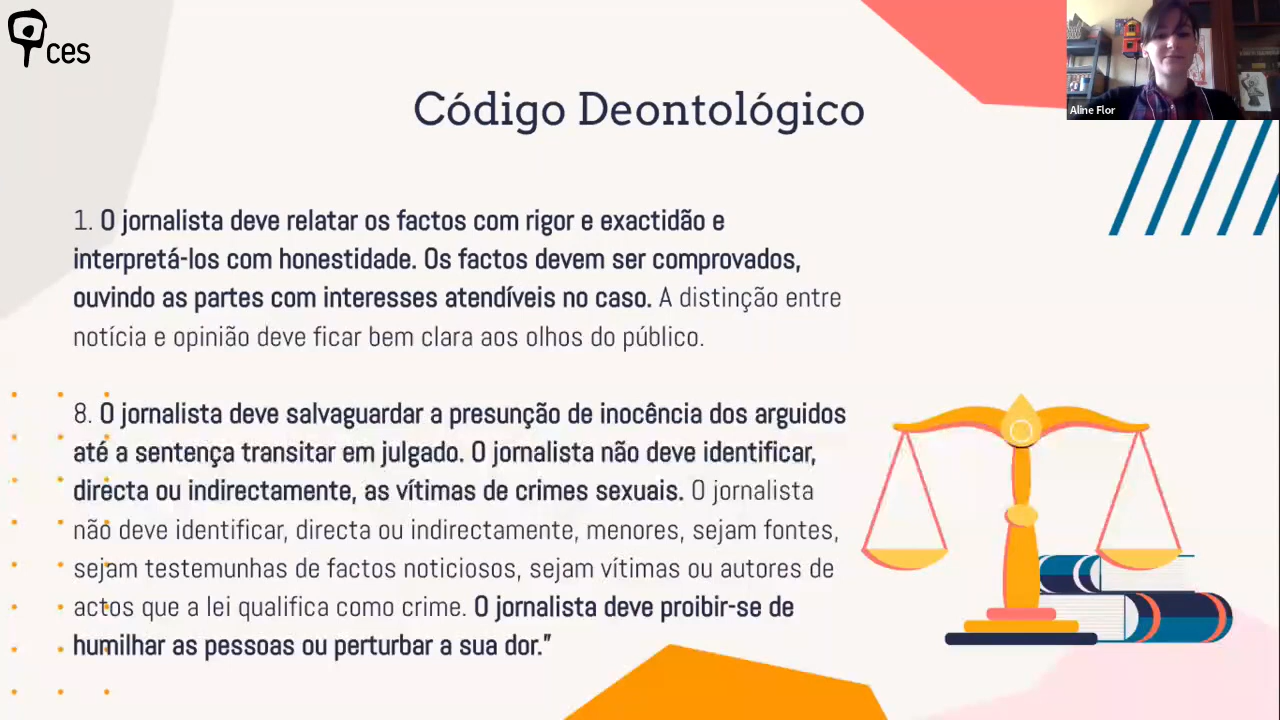 ces
Aline Flor
Código Deontológico
1. O jornalista deve relatar os factos com rigor e exactidão e
interpretá-los com honestidade. Os factos devem ser comprovados,
ouvindo as partes com interesses atendíveis no caso. A distinção entre
notícia e opinião deve ficar bem clara aos olhos do público.
8. O jornalista deve salvaguardar a presunção de inocência dos arguidos
até a sentença transitar em julgado. O jornalista não deve identificar,
directa ou indirectamente, as vítimas de crimes sexuais. O jornalista
não deve identificar, directa ou indirectamente, menores, sejam fontes,
sejam testemunhas de factos noticiosos, sejam vítimas ou autores de
actos que a lei qualifica como crime. O jornalista deve proibir-se de
humilhar as pessoas ou perturbar a sua dor.”